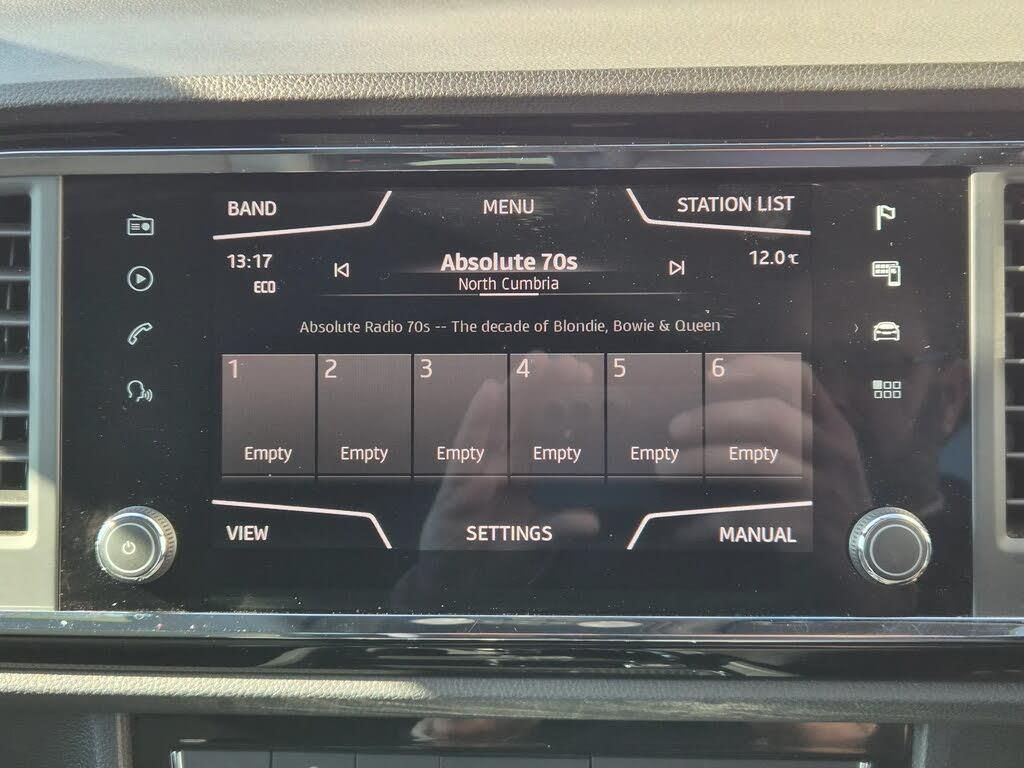 BAND
MENU
STATION LIST
13:17
Absolute 70s
12.0°C
ECO
North Cumbria
Absolute Radio 70s -- The decade of Blondie, Bowie & Queen
1 2 3 4 5 6
Empty Empty Empty Empty Empty Empty
VIEW
SETTINGS
MANUAL